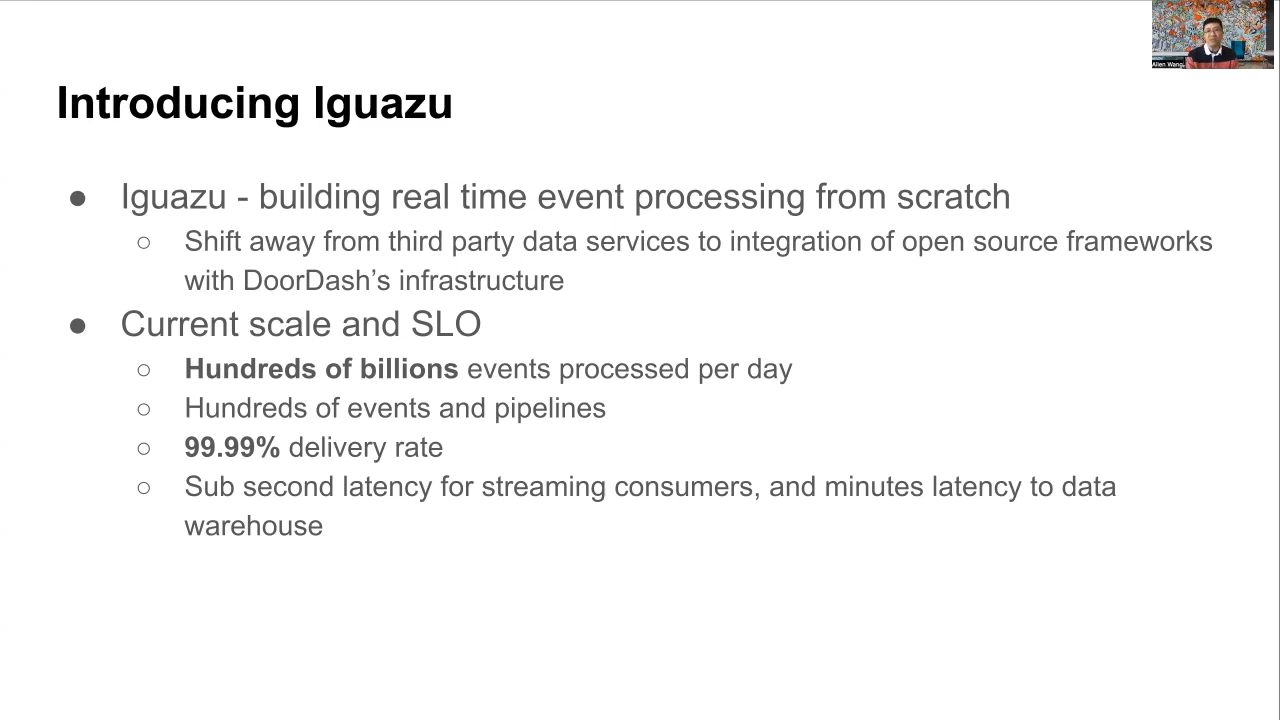 Allen Wang
Introducing Iguazu
● Iguazu - building real time event processing from scratch
○ Shift away from third party data services to integration of open source frameworks
with DoorDash’s infrastructure
● Current scale and SLO
○ Hundreds of billions events processed per day
○ Hundreds of events and pipelines
○ 99.99% delivery rate
○ Sub second latency for streaming consumers, and minutes latency to data
warehouse